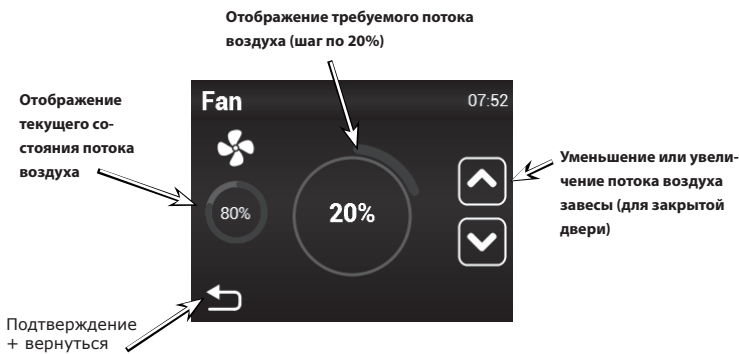 Отображение требуемого потока
воздуха (шаг по 20%)
Отображение
текущего со-
стояния потока
воздуха
Fan
07:52
80%
20%
Уменьшение или увели-
чение потока воздуха
завесы (для закрытой
двери)
Подтверждение
+ вернуться